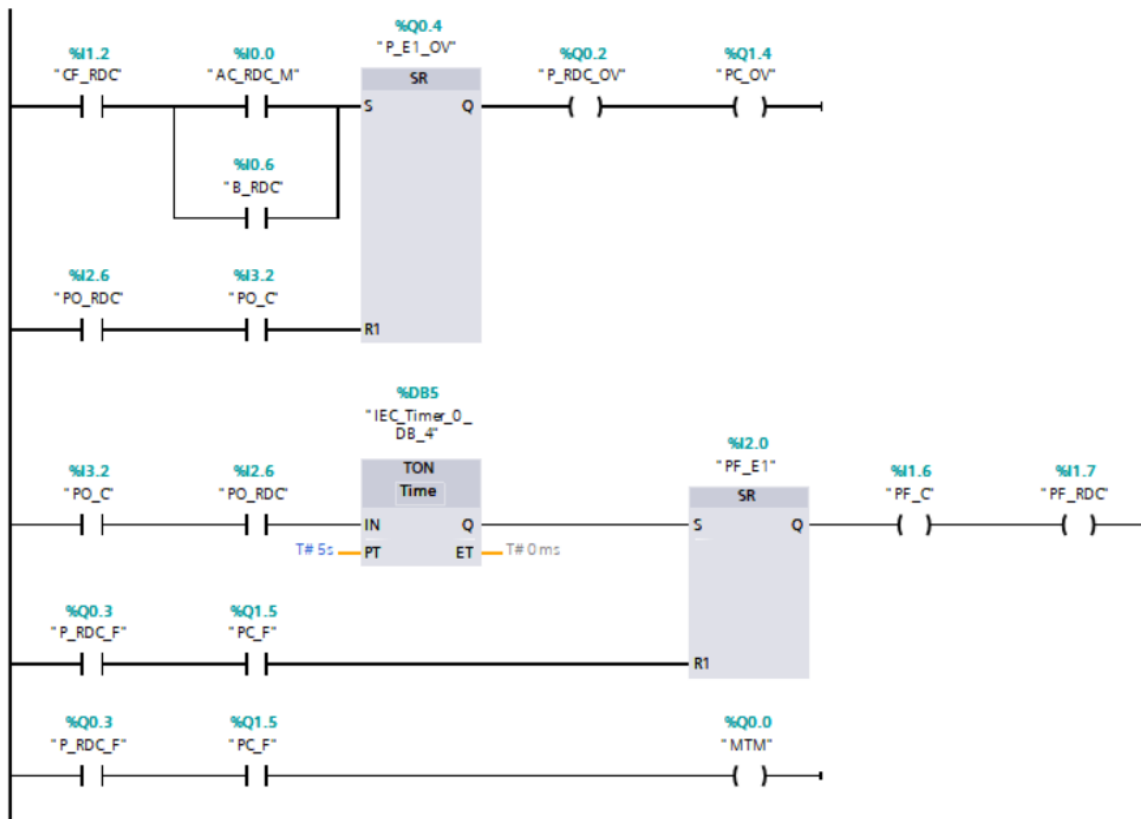 %Q0.4
"P_E1_OV"
%I1.2
"CF_RDC"
%I0.0
"AC_RDC_M"
%Q0.2
"P_RDC_OV"
%Q1.4
"PC_OV"
SR
S
Q
%I0.6
"B_RDC"
%I2.6
"PO_RDC"
%I3.2
"PO_C"
R1
%DB5
"IEC_Timer_0_
DB_4"
%I3.2
"PO_C"
%I2.6
"PO_RDC"
TON
Time
IN
Q
T#5s
PT
ET
T#0ms
%I2.0
"PF_E1"
SR
S
Q
%I1.6
"PF_C"
%I1.7
"PF_RDC"
%Q0.3
"P_RDC_F"
%Q1.5
"PC_F"
R1
%Q0.3
"P_RDC_F"
%Q1.5
"PC_F"
%Q0.0
"MTM"